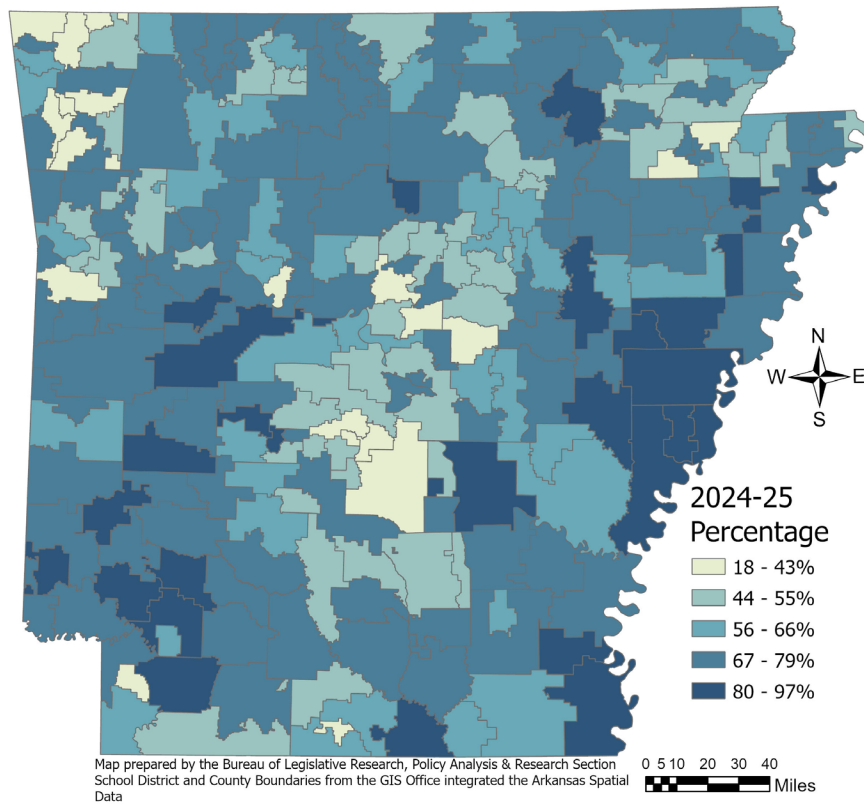 N
W E
S
2024-25
Percentage
18 - 43%
44 - 55%
56 - 66%
67 - 79%
80 - 97%
Map prepared by the Bureau of Legislative Research, Policy Analysis & Research Section
School District and County Boundaries from the GIS Office integrated the Arkansas Spatial
Data
0 5 10 20 30 40
Miles